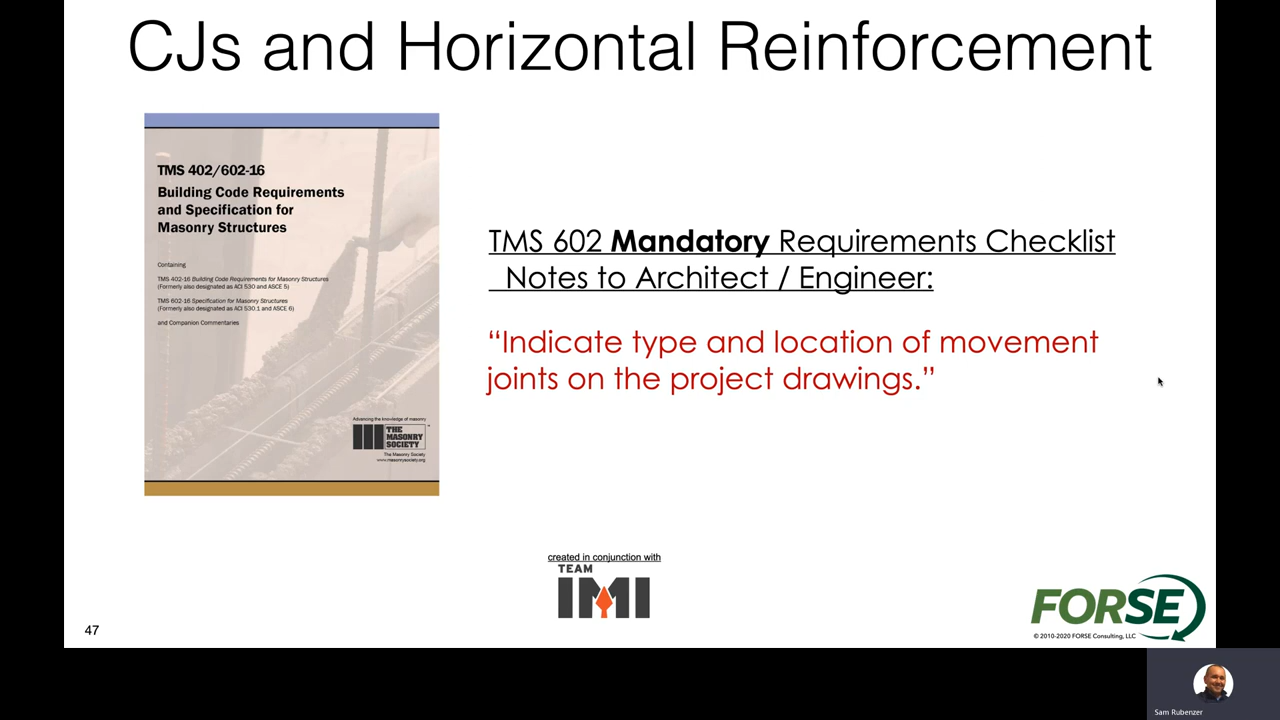 CJs and Horizontal Reinforcement
TMS 402/602-16
Building Code Requirements
and Specification for
Masonry Structures
Containing
TMS 402-16 Building Code Requirements for Masonry Structures
(Formerly also designated as ACI 530 and ASCE 5)
TMS 602-16 Specification for Masonry Structures
(Formerly also designated as ACI 530.1 and ASCE 6)
and Companion Commentaries
Advancing the knowledge of masonry
THE
MASONRY
SOCIETY
The Masonry Society
www.masonrysociety.org
TMS 602 Mandatory Requirements Checklist
Notes to Architect / Engineer:
“Indicate type and location of movement
joints on the project drawings.”
created in conjunction with
TEAM
IMI
FORSE
© 2010-2020 FORSE Consulting, LLC
47
Sam Rubenzer